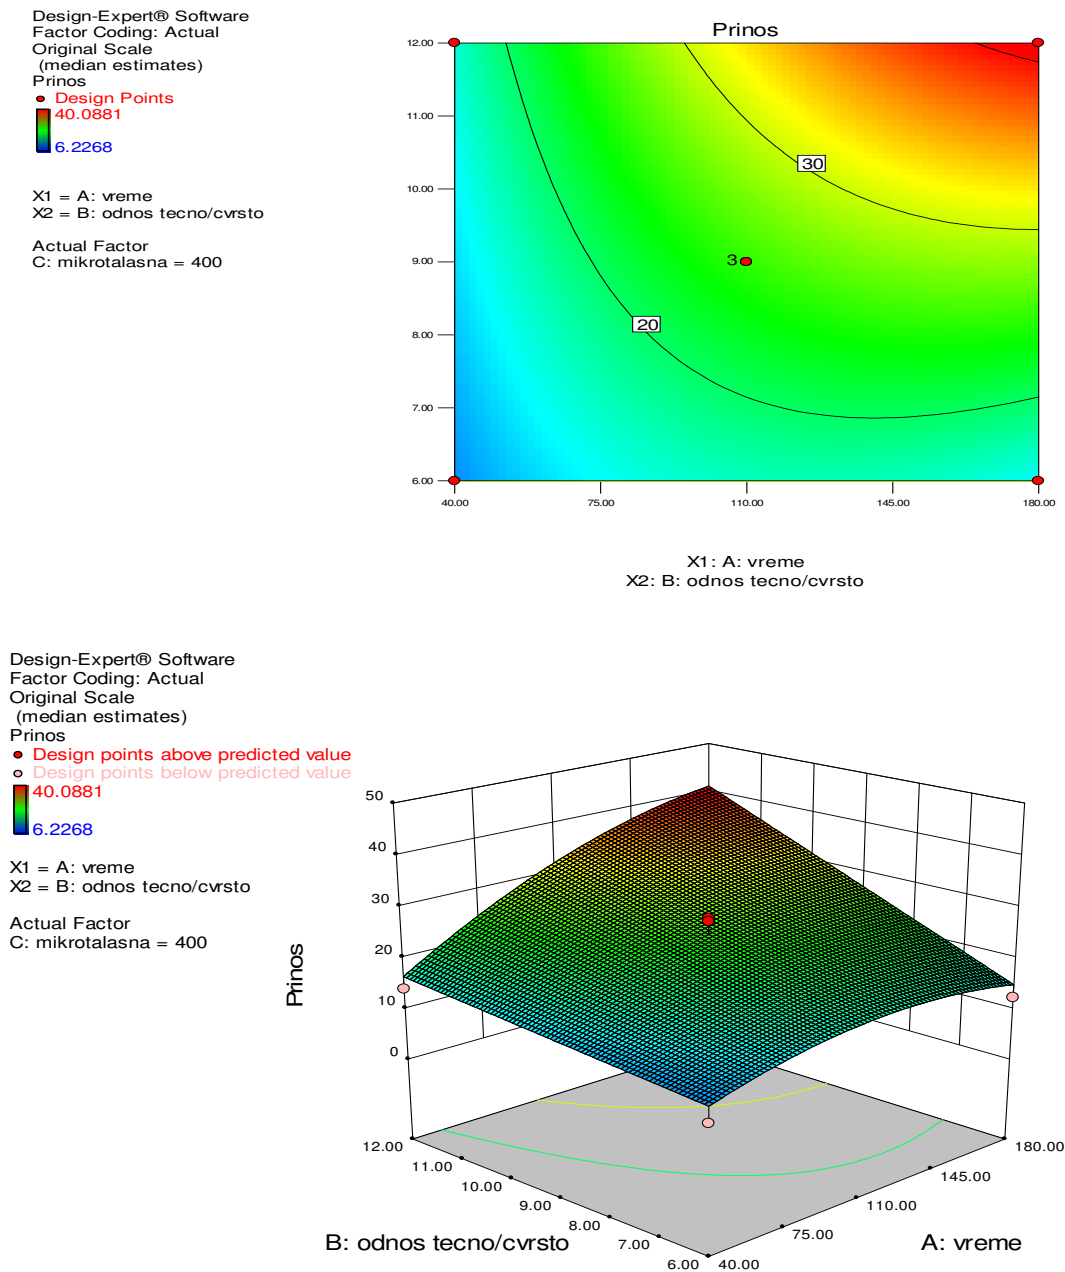 Design-Expert® Software
Factor Coding: Actual
Original Scale
(median estimates)
Prinos
Design Points
40.0881
6.2268
X1 = A: vreme
X2 = B: odnos tecno/cvrsto
Actual Factor
C: mikrotalasna = 400
Prinos
12.00
11.00
10.00
9.00
8.00
7.00
6.00
40.00
75.00
110.00
145.00
180.00
30
3
20
X1: A: vreme
X2: B: odnos tecno/cvrsto
Design-Expert® Software
Factor Coding: Actual
Original Scale
(median estimates)
Prinos
Design points above predicted value
Design points below predicted value
40.0881
6.2268
X1 = A: vreme
X2 = B: odnos tecno/cvrsto
Actual Factor
C: mikrotalasna = 400
Prinos
50
40
30
20
10
0
12.00
11.00
10.00
9.00
8.00
7.00
6.00
40.00
75.00
110.00
145.00
180.00
B: odnos tecno/cvrsto
A: vreme